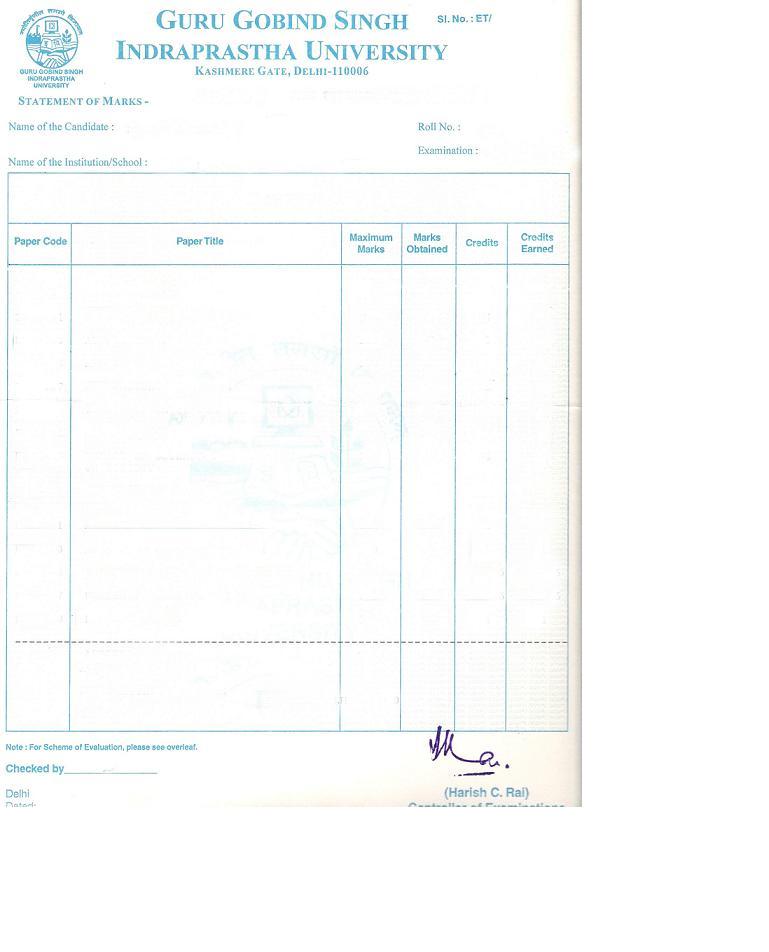 GURU GOBIND SINGH
Sl. No. : ET/
INDRAPRASTHA UNIVERSITY
KASHMERE GATE, DELHI-110006
GURU GOBIND SINGH
INDRAPRASTHA
UNIVERSITY
STATEMENT OF MARKS -
Name of the Candidate :
Roll No. :
Examination :
Name of the Institution/School :
Paper Code Paper Title Maximum Marks Marks Obtained Credits Credits Earned
Note : For Scheme of Evaluation, please see overleaf.
Checked by
Delhi
(Harish C. Rai)
Dated:
Controller of Examinations